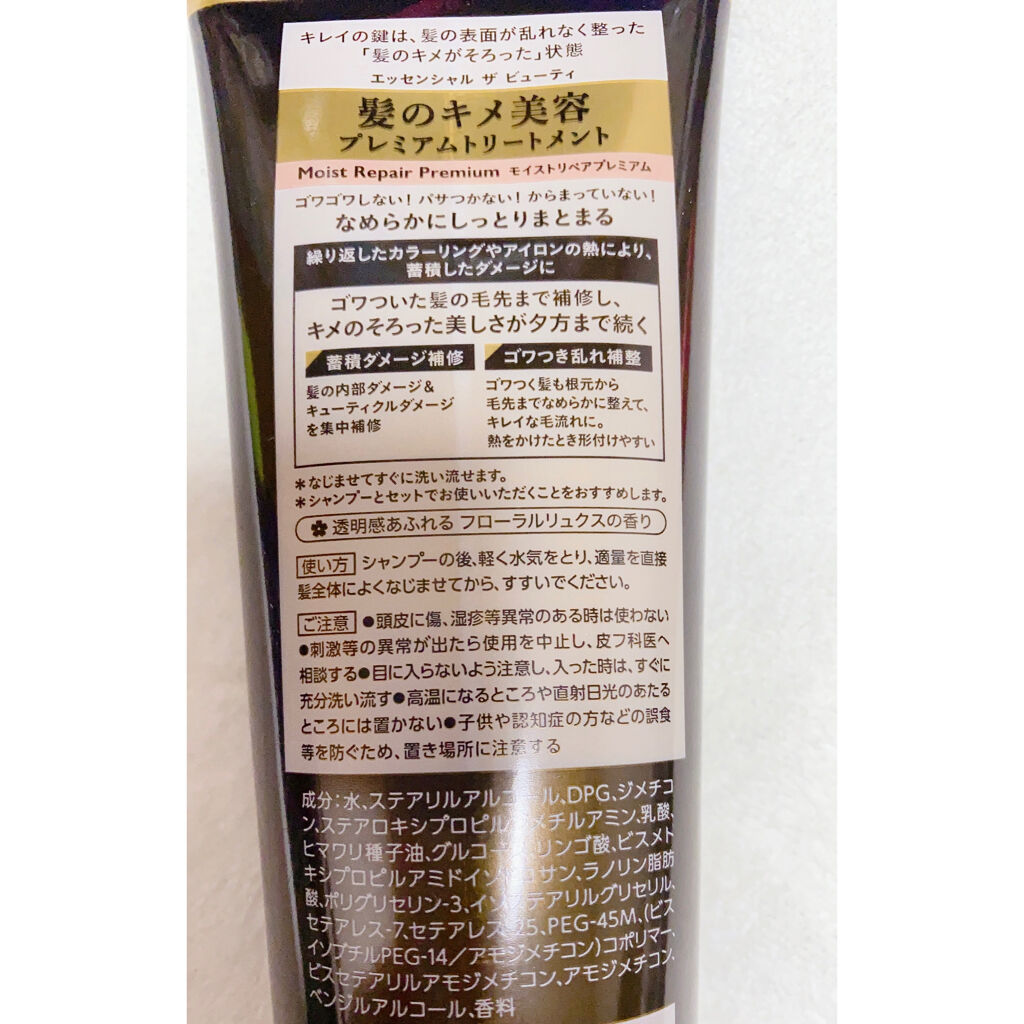 キレイの鍵は、髪の表面が乱れなく整った
「髪のキメがそろった」状態
エッセンシャル ザ ビューティ
髪のキメ美容
プレミアムトリートメント
Moist Repair Premium モイストリペアプレミアム
ゴワゴワしない! パサつかない! からまっていない!
なめらかにしっとりまとまる
繰り返したカラーリングやアイロンの熱により、
蓄積したダメージに
ゴワついた髪の毛先まで補修し、
キメのそろった美しさが夕方まで続く
蓄積ダメージ補修
髪の内部ダメージ&
キューティクルダメージ
を集中補修
ゴワつき乱れ補整
ゴワつく髪も根元から
毛先までなめらかに整えて、
キレイな毛流れに。
熱をかけたとき形付けやすい
*なじませてすぐに洗い流せます。
*シャンプーとセットでお使いいただくことをおすすめします。
透明感あふれる フローラルリュクスの香り
使い方 シャンプーの後、軽く水気をとり、適量を直接
髪全体によくなじませてから、すすいでください。
ご注意 ●頭皮に傷、湿疹等異常のある時は使わない
●刺激等の異常が出たら使用を中止し、皮フ科医へ
相談する●目に入らないよう注意し、入った時は、すぐに
充分洗い流す●高温になるところや直射日光のあたる
ところには置かない●子供や認知症の方などの誤食
等を防ぐため、置き場所に注意する
成分:水、ステアリルアルコール、DPG、ジメチコ
ン、ステアロキシプロピルジメチルアミン、乳酸、
ヒマワリ種子油、リンゴ酸、ビスメト
キシプロピルアミドイソドコサン、ラノリン脂肪
酸、ポリグリセリン-3、イソステアリルグリセリル、
セテアレス-7、セテアレス-25、PEG-45M、(ビス
イソブチルPEG-14/アモジメチコン)コポリマー、
ビスセテアリルアモジメチコン、アモジメチコン、
ベンジルアルコール、香料